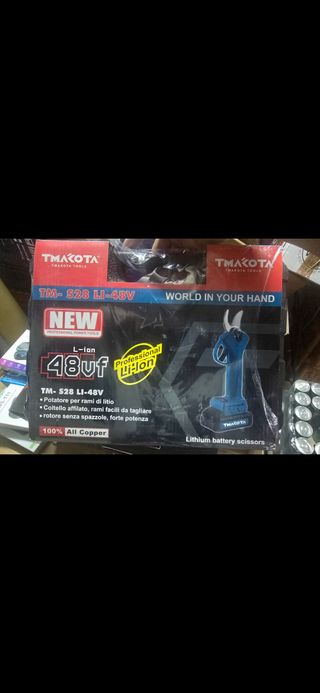 TMAKOTA
TMAKOTA TOOLS
TMAKOTA
TMAKOTA TOOLS
TM- 528 LI-48V
WORLD IN YOUR HAND
NEW
PROFESSIONAL POWER TOOLS
L-ion
48vf
Professional
Li-Ion
TM- 528 LI-48V
• Potatore per rami di litio
• Coltello affilato, rami facili da tagliare
• rotore senza spazzole, forte potenza
100% All Copper
TMAKOTA
Lithium battery scissors